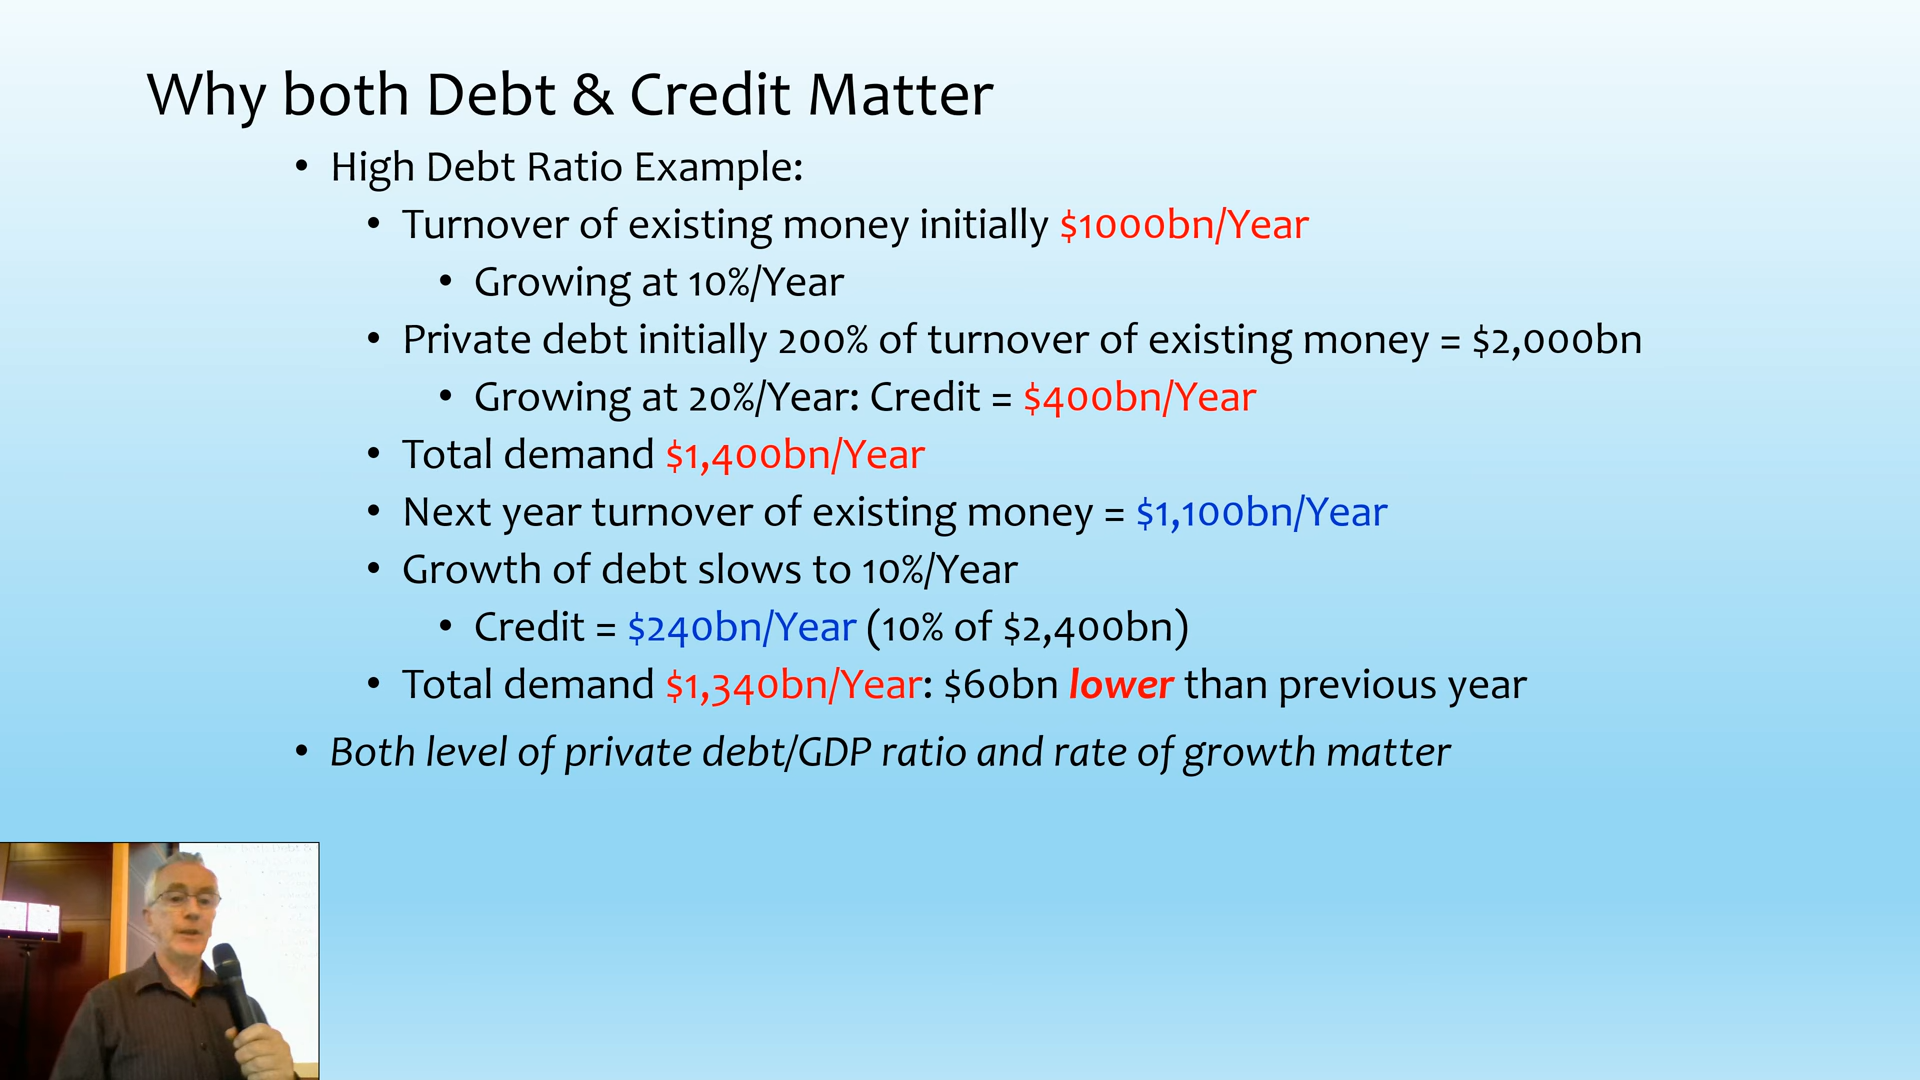 Why both Debt & Credit Matter
• High Debt Ratio Example:
• Turnover of existing money initially $1000bn/Year
• Growing at 10%/Year
• Private debt initially 200% of turnover of existing money = $2,000bn
• Growing at 20%/Year: Credit = $400bn/Year
• Total demand $1,400bn/Year
• Next year turnover of existing money = $1,100bn/Year
• Growth of debt slows to 10%/Year
• Credit = $240bn/Year (10% of $2,400bn)
• Total demand $1,340bn/Year: $60bn lower than previous year
• Both level of private debt/GDP ratio and rate of growth matter